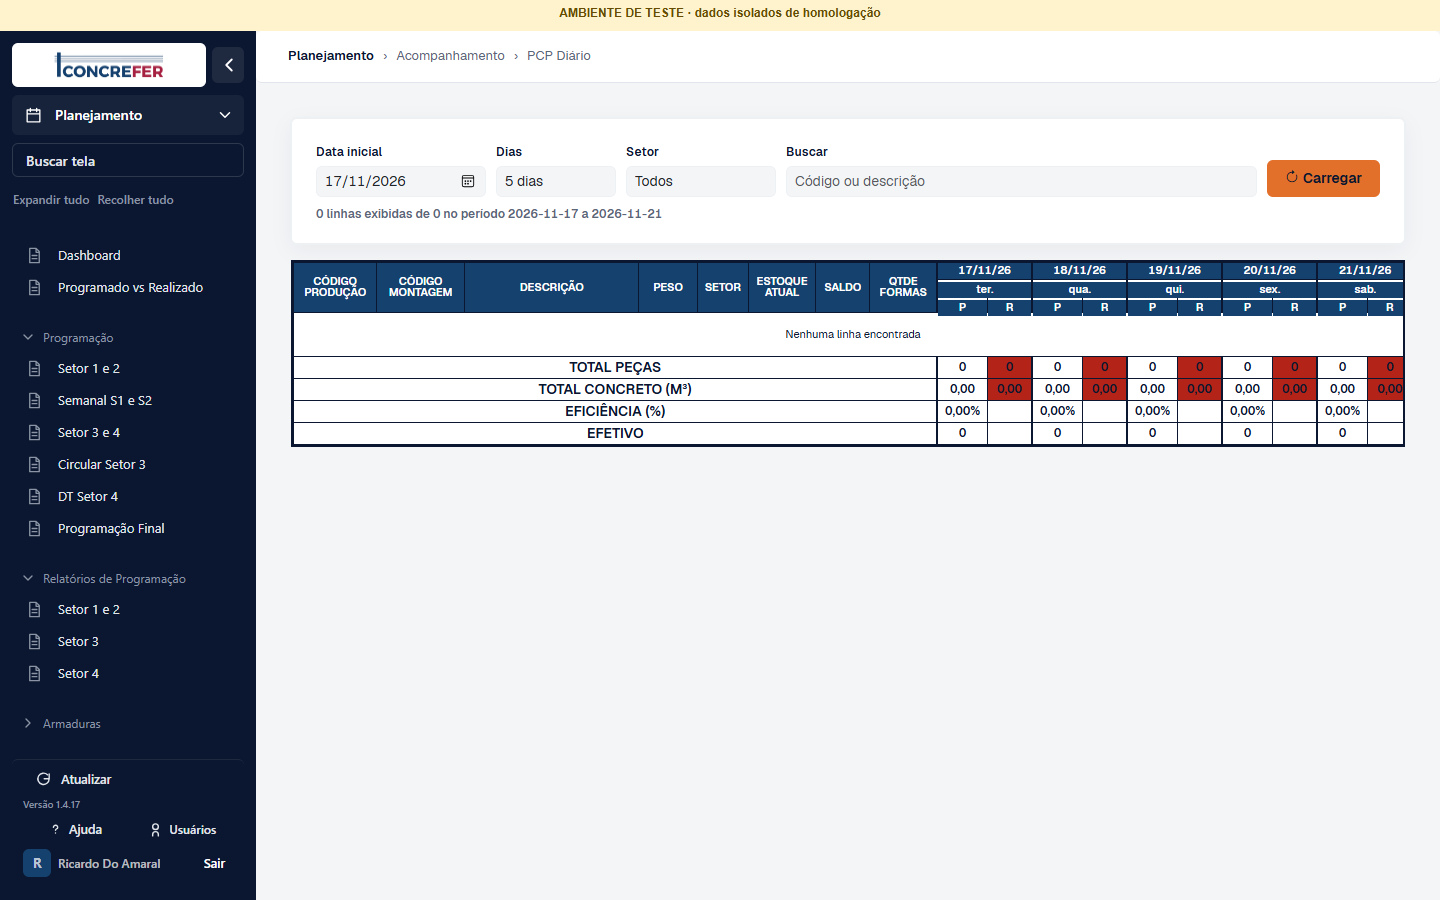 AMBIENTE DE TESTE · dados isolados de homologação
CONCREFER
Planejamento
Buscar tela
Expandir tudo Recolher tudo
Dashboard
Programado vs Realizado
Programação
Setor 1 e 2
Semanal S1 e S2
Setor 3 e 4
Circular Setor 3
DT Setor 4
Programação Final
Relatórios de Programação
Setor 1 e 2
Setor 3
Setor 4
Armaduras
Atualizar
Versão 1.4.17
? Ajuda Usuários
R Ricardo Do Amaral Sair
Planejamento › Acompanhamento › PCP Diário
Data inicial Dias Setor Buscar
17/11/2026 5 dias Todos Código ou descrição Carregar
0 linhas exibidas de 0 no período 2026-11-17 a 2026-11-21
CÓDIGO PRODUÇÃO CÓDIGO MONTAGEM DESCRIÇÃO PESO SETOR ESTOQUE ATUAL SALDO QTDE FORMAS 17/11/26 18/11/26 19/11/26 20/11/26 21/11/26
ter. qua. qui. sex. sab.
P R P R P R P R P R
Nenhuma linha encontrada
TOTAL PEÇAS 0 0 0 0 0 0 0 0 0 0
TOTAL CONCRETO (M³) 0,00 0,00 0,00 0,00 0,00 0,00 0,00 0,00 0,00 0,00
EFICIÊNCIA (%) 0,00% 0,00% 0,00% 0,00% 0,00%
EFETIVO 0 0 0 0 0